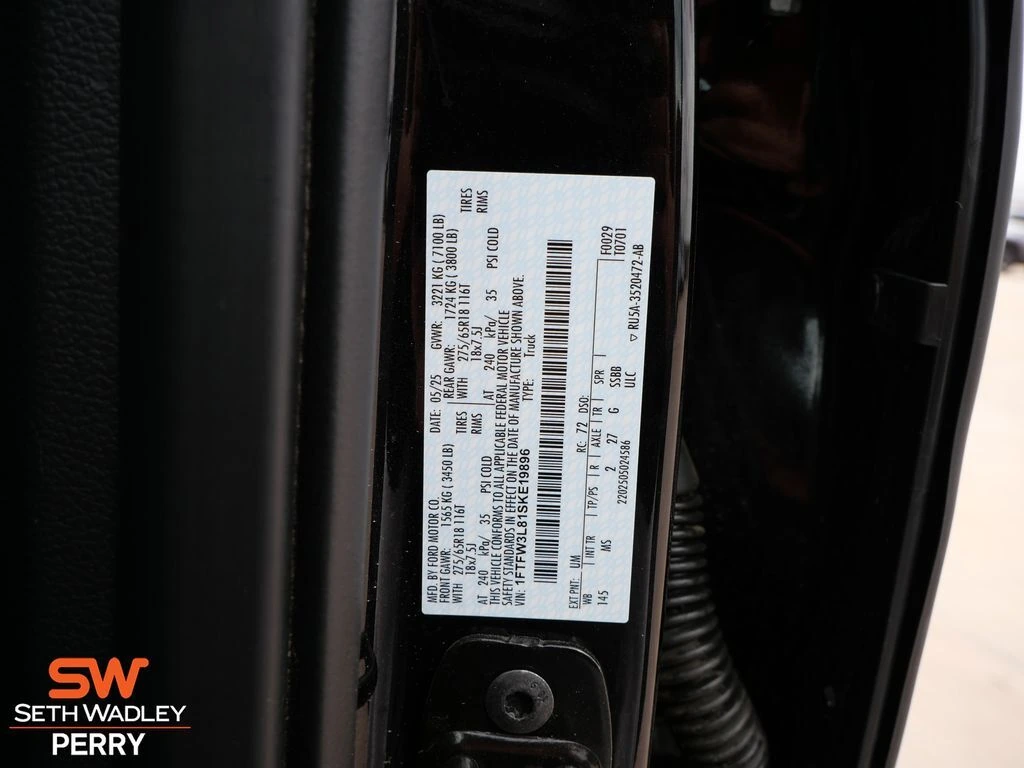 MFD. BY FORD MOTOR CO. DATE: 05/25 GVWR: 3221 KG ( 7100 LB)
FRONT GAWR: 1565 KG ( 3450 LB) REAR GAWR: 1724 KG ( 3800 LB)
WITH 275/65R18 116T TIRES WITH 275/65R18 116T TIRES
18x7.5J RIMS 18x7.5J RIMS
AT 240 kPa/ 35 PSI COLD AT 240 kPa/ 35 PSI COLD
THIS VEHICLE CONFORMS TO ALL APPLICABLE FEDERAL MOTOR VEHICLE
SAFETY STANDARDS IN EFFECT ON THE DATE OF MANUFACTURE SHOWN ABOVE.
VIN: 1FTFW3L81SKE19896 TYPE: Truck
EXT PNT: UM RC: 72 DSO: F0029
WB INT TR TP/PS R AXLE TR SPR T0701
145 MS 2 27 G SSBB
ULC
2202505024586 ▽ RU5A-3520472-AB
SW
SETH WADLEY
PERRY